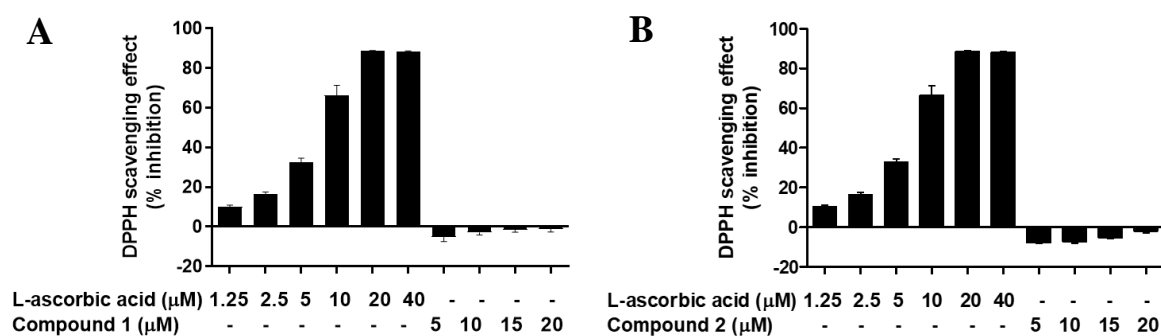 A
DPPH scavenging effect
(% inhibition)
100
80
60
40
20
0
-20
L-ascorbic acid (μM) 1.25 2.5 5 10 20 40 - - - -
Compound 1 (μM) - - - - - - 5 10 15 20
B
DPPH scavenging effect
(% inhibition)
100
80
60
40
20
0
-20
L-ascorbic acid (μM) 1.25 2.5 5 10 20 40 - - - -
Compound 2 (μM) - - - - - - 5 10 15 20